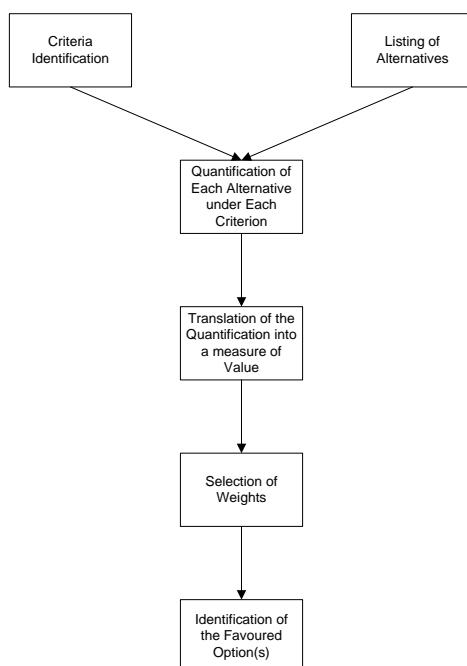 Criteria
Identification
Listing of
Alternatives
Quantification of
Each Alternative
under Each
Criterion
Translation of the
Quantification into
a measure of
Value
Selection of
Weights
Identification of
the Favoured
Option(s)